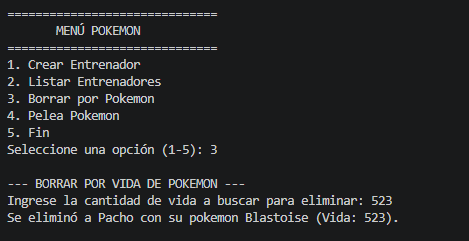 ==============================
MENÚ POKEMON
==============================
1. Crear Entrenador
2. Listar Entrenadores
3. Borrar por Pokemon
4. Pelea Pokemon
5. Fin
Seleccione una opción (1-5): 3
--- BORRAR POR VIDA DE POKEMON ---
Ingrese la cantidad de vida a buscar para eliminar: 523
Se eliminó a Pacho con su pokemon Blastoise (Vida: 523).